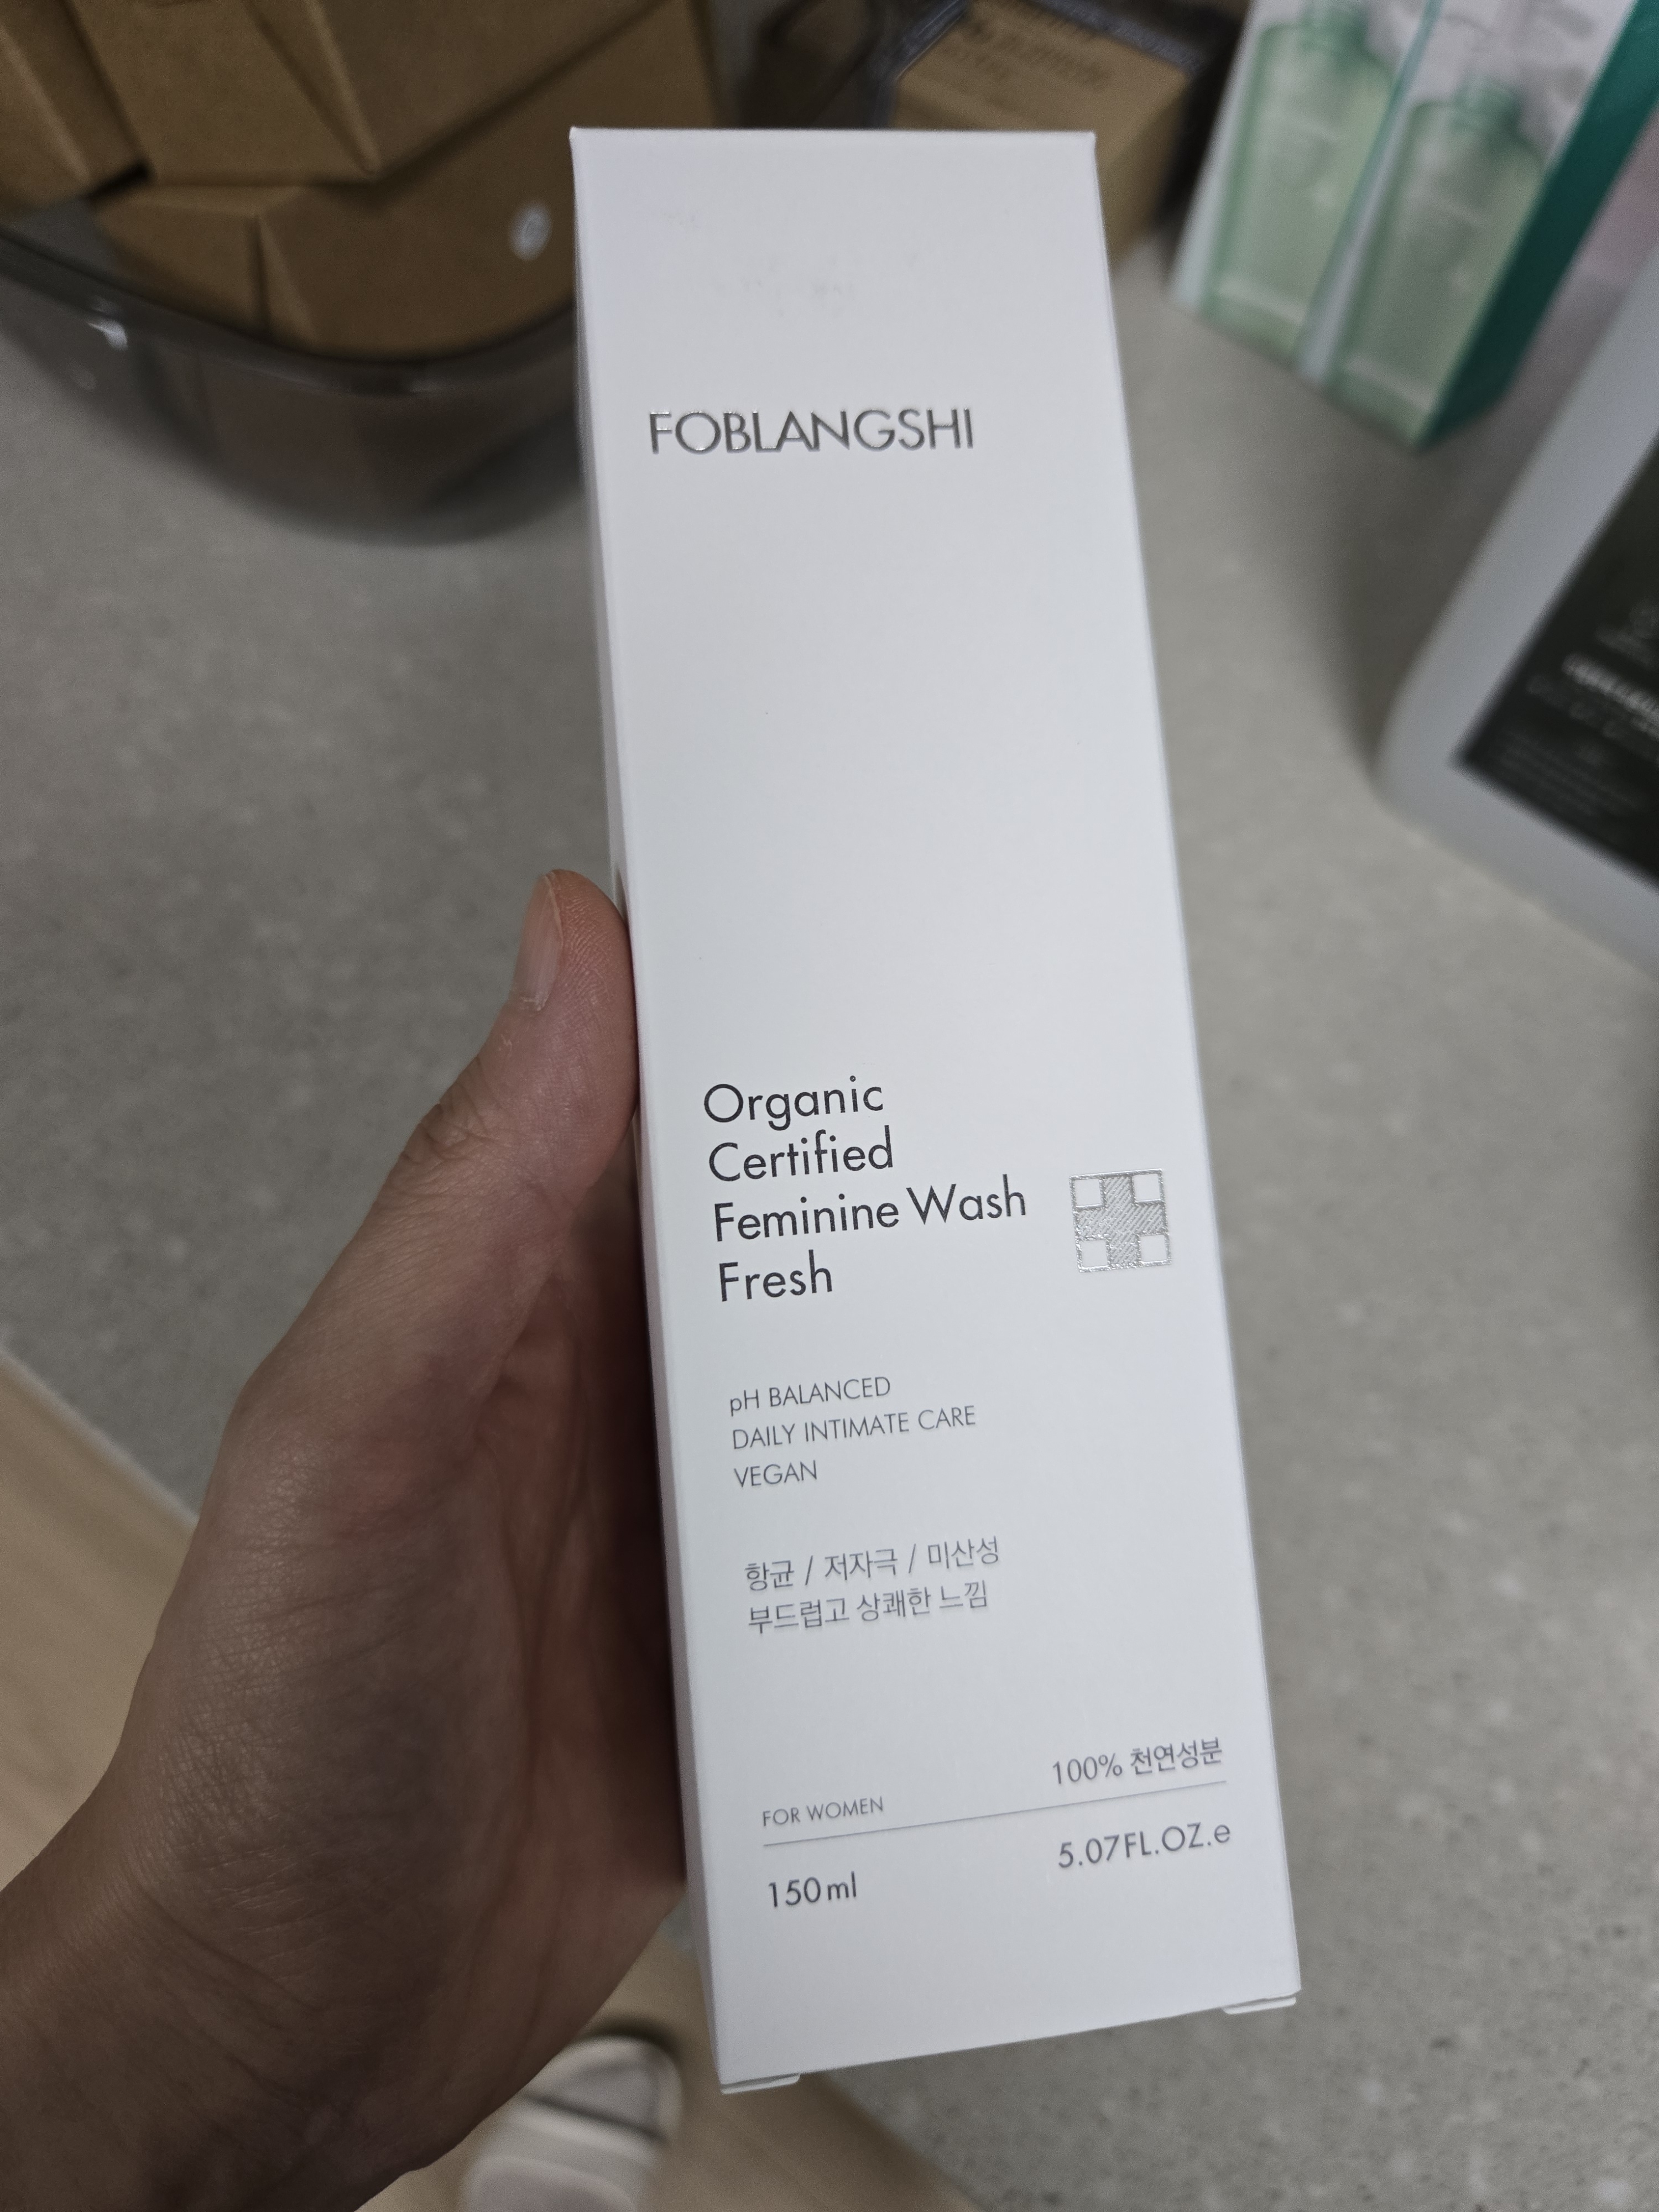 FOBLANGSHI
Organic
Certified
Feminine Wash
Fresh
pH BALANCED
DAILY INTIMATE CARE
VEGAN
항균 / 저자극 / 미산성
부드럽고 상쾌한 느낌
100% 천연성분
FOR WOMEN
150ml
5.07FL.OZ.e